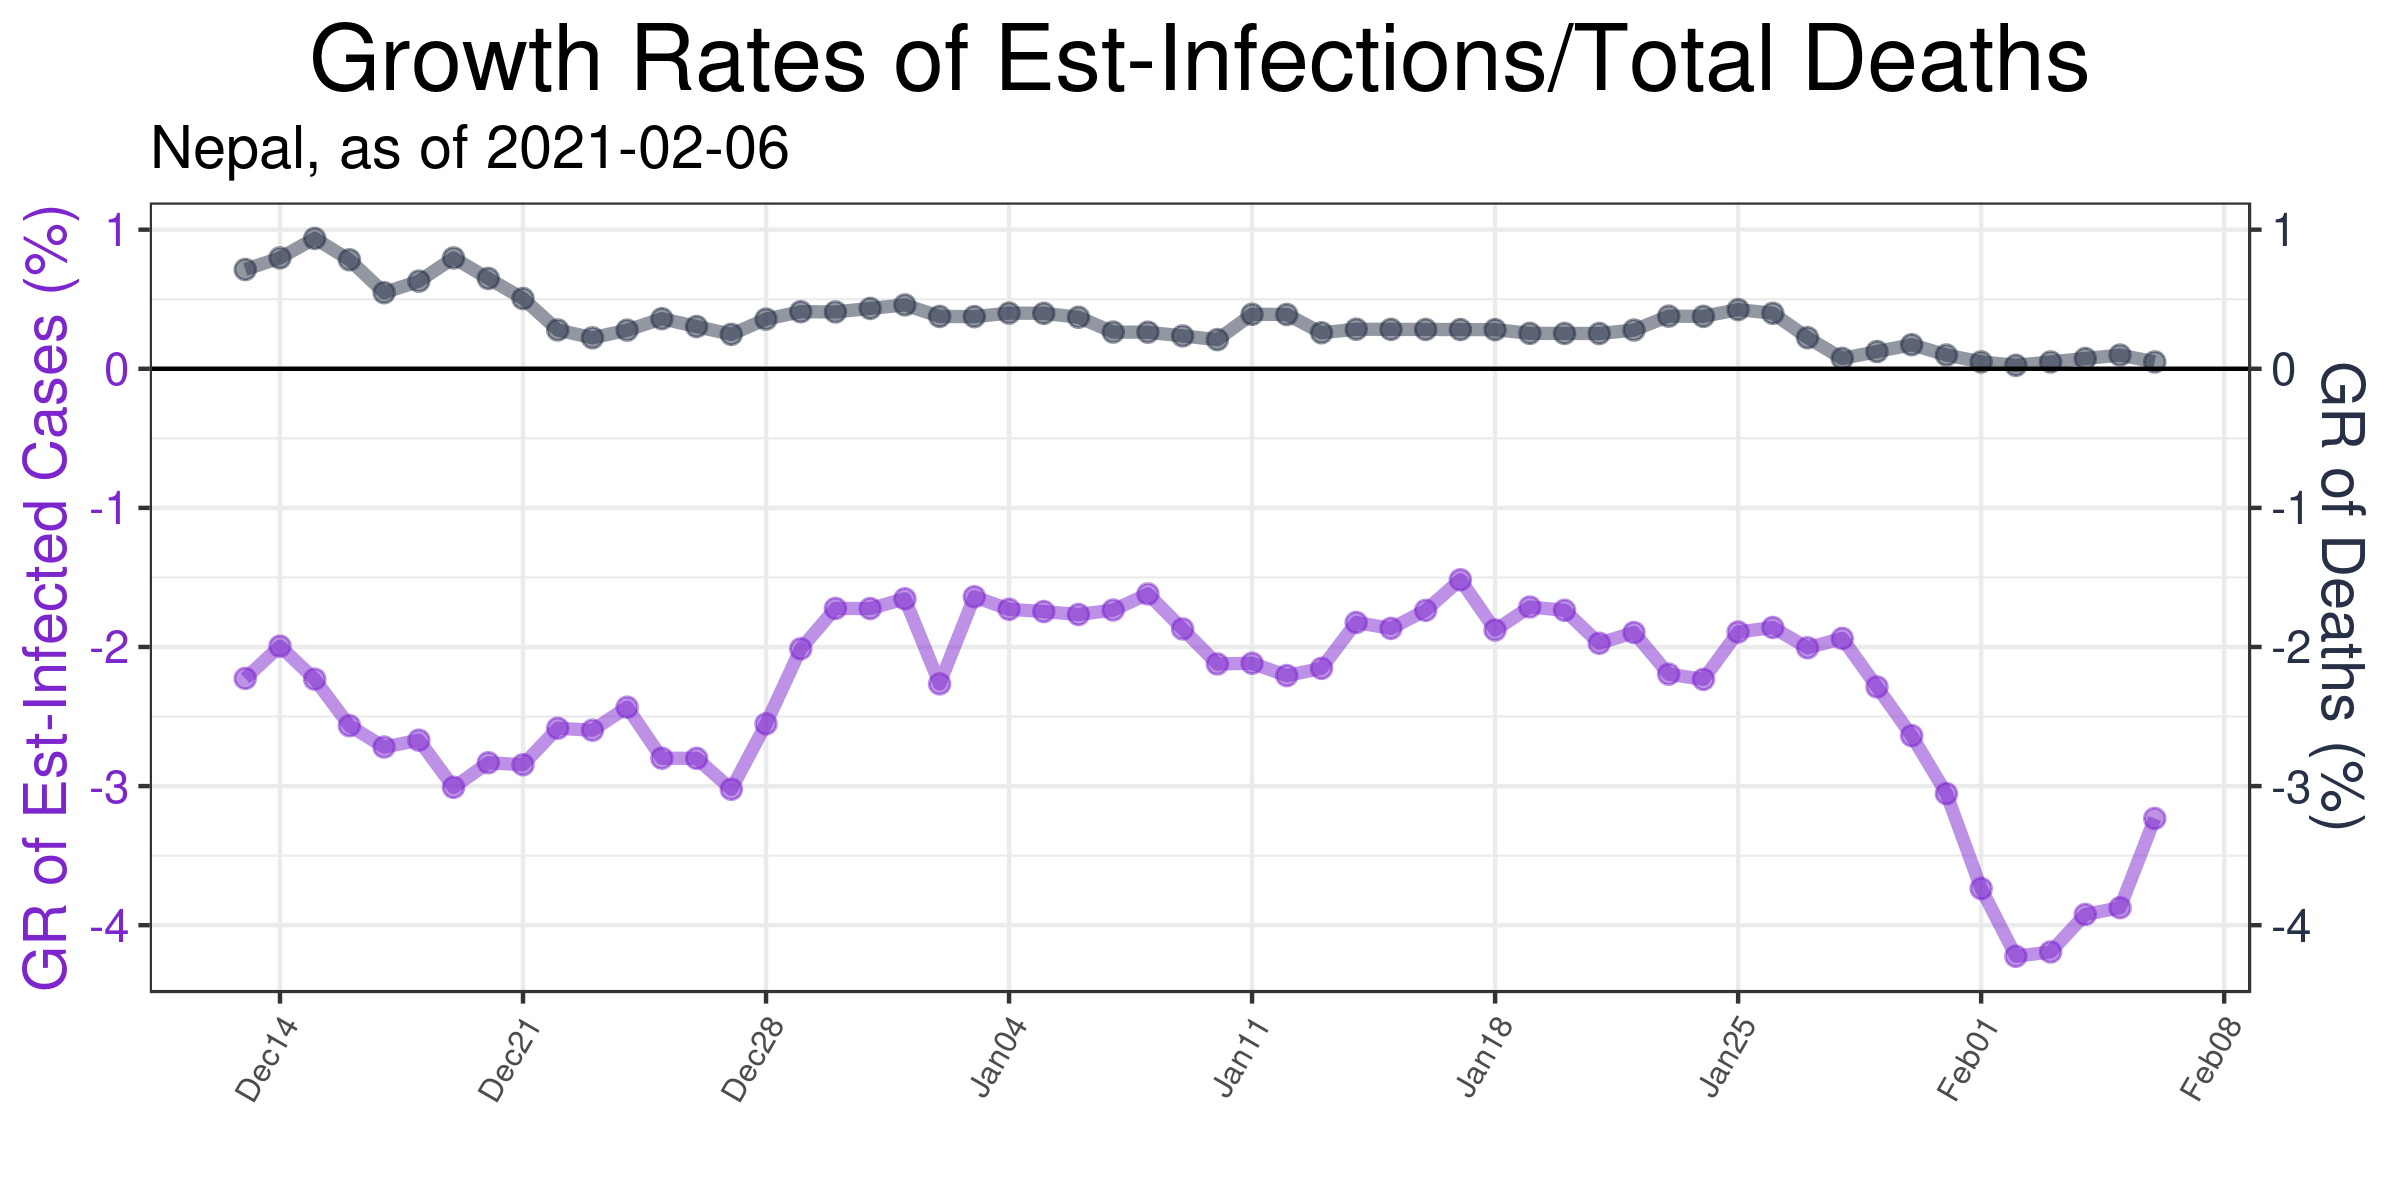 Growth Rates of Est-Infections/Total Deaths
Nepal, as of 2021-02-06
GR of Est-Infected Cases (%)
1
0
-1
-2
-3
-4
1
0
-1
-2
-3
-4
GR of Deaths (%)
Dec14
Dec21
Dec28
Jan04
Jan11
Jan18
Jan25
Feb01
Feb08